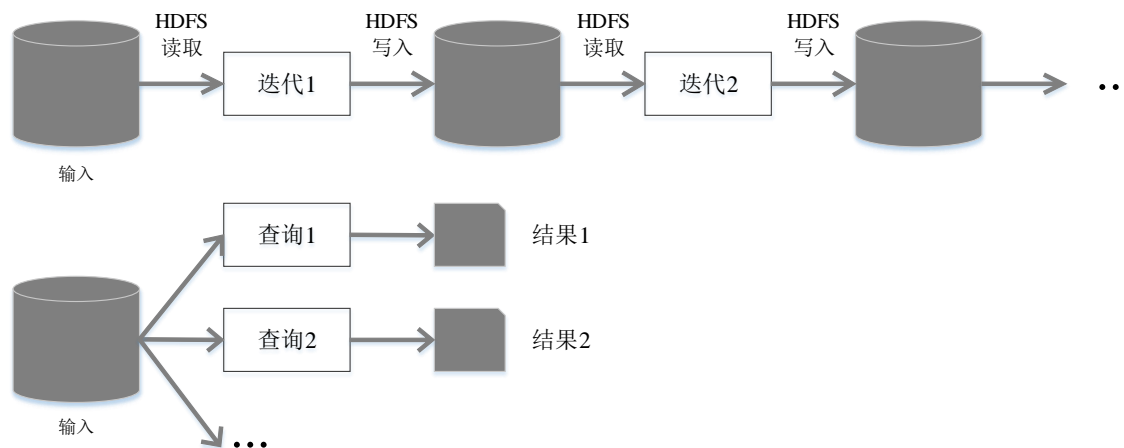 HDFS
读取
HDFS
写入
HDFS
读取
HDFS
写入
迭代1
迭代2
..
输入
查询1
结果1
查询2
结果2
输入
...